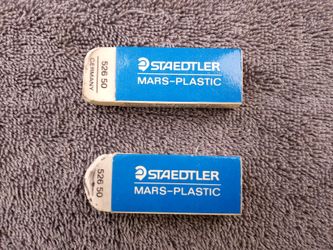 526 50
GERMANY
STAEDTLER
MARS-PLASTIC
526 50
STAEDTLER
MARS-PLASTIC